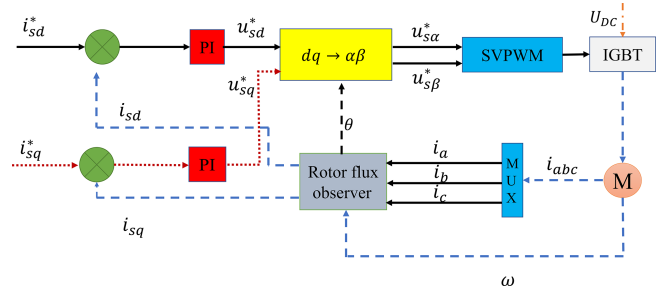 i*sd
PI
u*sd
dq → αβ
u*sα
u*sβ
SVPWM
U_DC
IGBT
u*sq
i_sd
θ
i*sq
PI
Rotor flux
observer
i_a
i_b
i_c
M
U
X
i_abc
M
i_sq
ω